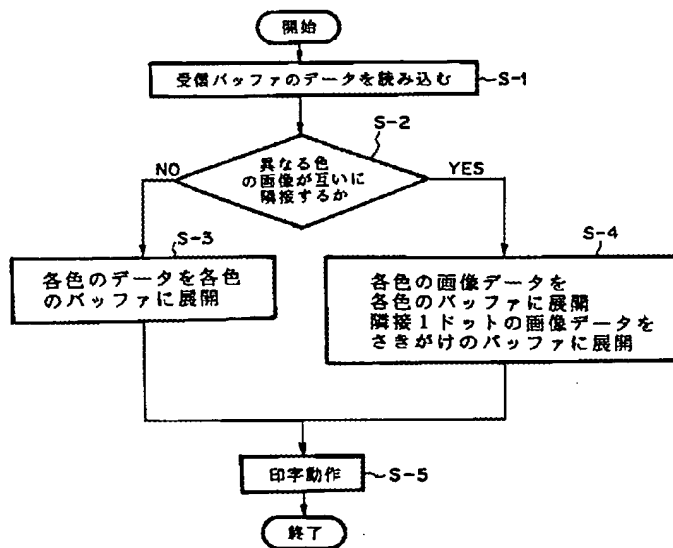 開始
受信バッファのデータを読み込む
S-1
S-2
異なる色
の画像が互いに
隣接するか
NO
YES
S-3
各色のデータを各色
のバッファに展開
S-4
各色の画像データを
各色のバッファに展開
隣接1ドットの画像データを
さきがけのバッファに展開
印字動作
S-5
終了